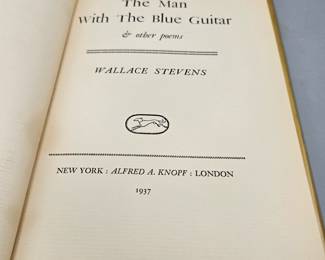 The Man
With The Blue Guitar
& other poems
WALLACE STEVENS
NEW YORK : ALFRED A. KNOPF : LONDON
1937